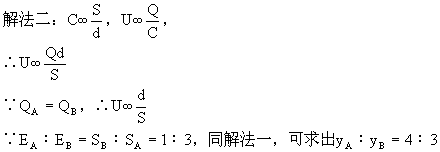 解法二：C∞S/d，U∞Q/C，
∴U∞Qd/S
∵Q_A = Q_B，∴U∞d/S
∵E_A∶E_B = S_B∶S_A = 1∶3，同解法一，可求出y_A∶y_B = 4∶3